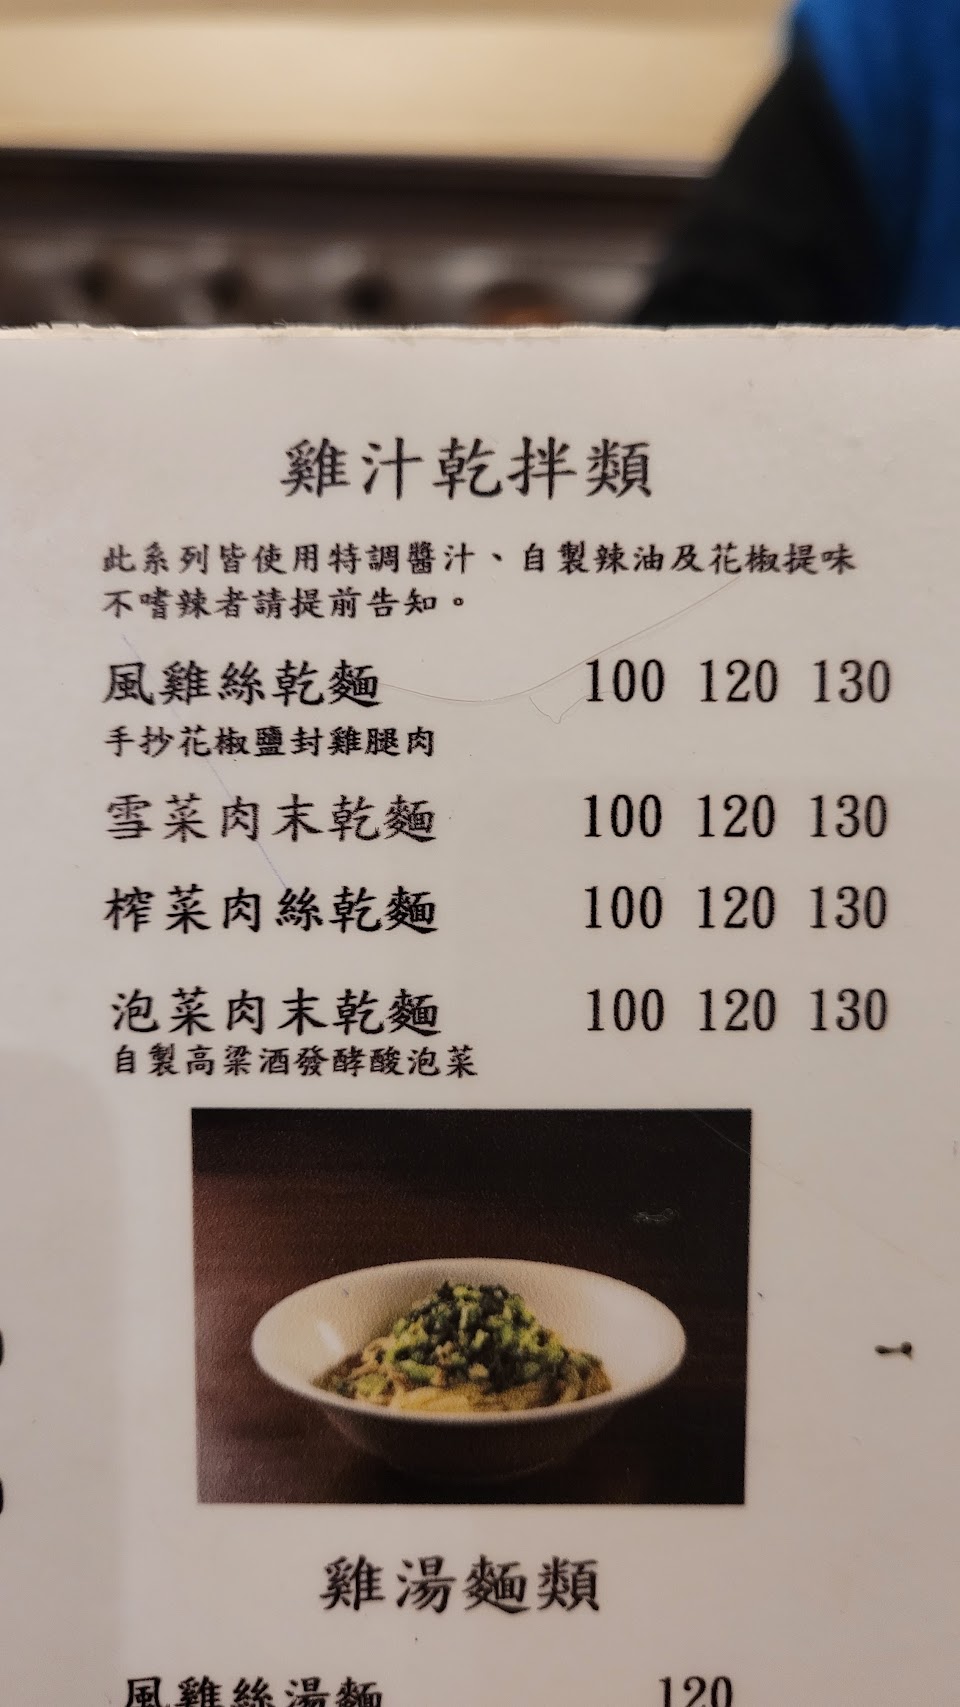 雞汁乾拌類
此系列皆使用特調醬汁、自製辣油及花椒提味
不嗜辣者請提前告知。
風雞絲乾麵 100 120 130
手抄花椒鹽封雞腿肉
雪菜肉末乾麵 100 120 130
榨菜肉絲乾麵 100 120 130
泡菜肉末乾麵 100 120 130
自製高粱酒發酵酸泡菜
雞湯麵類
風雞絲湯麵 120